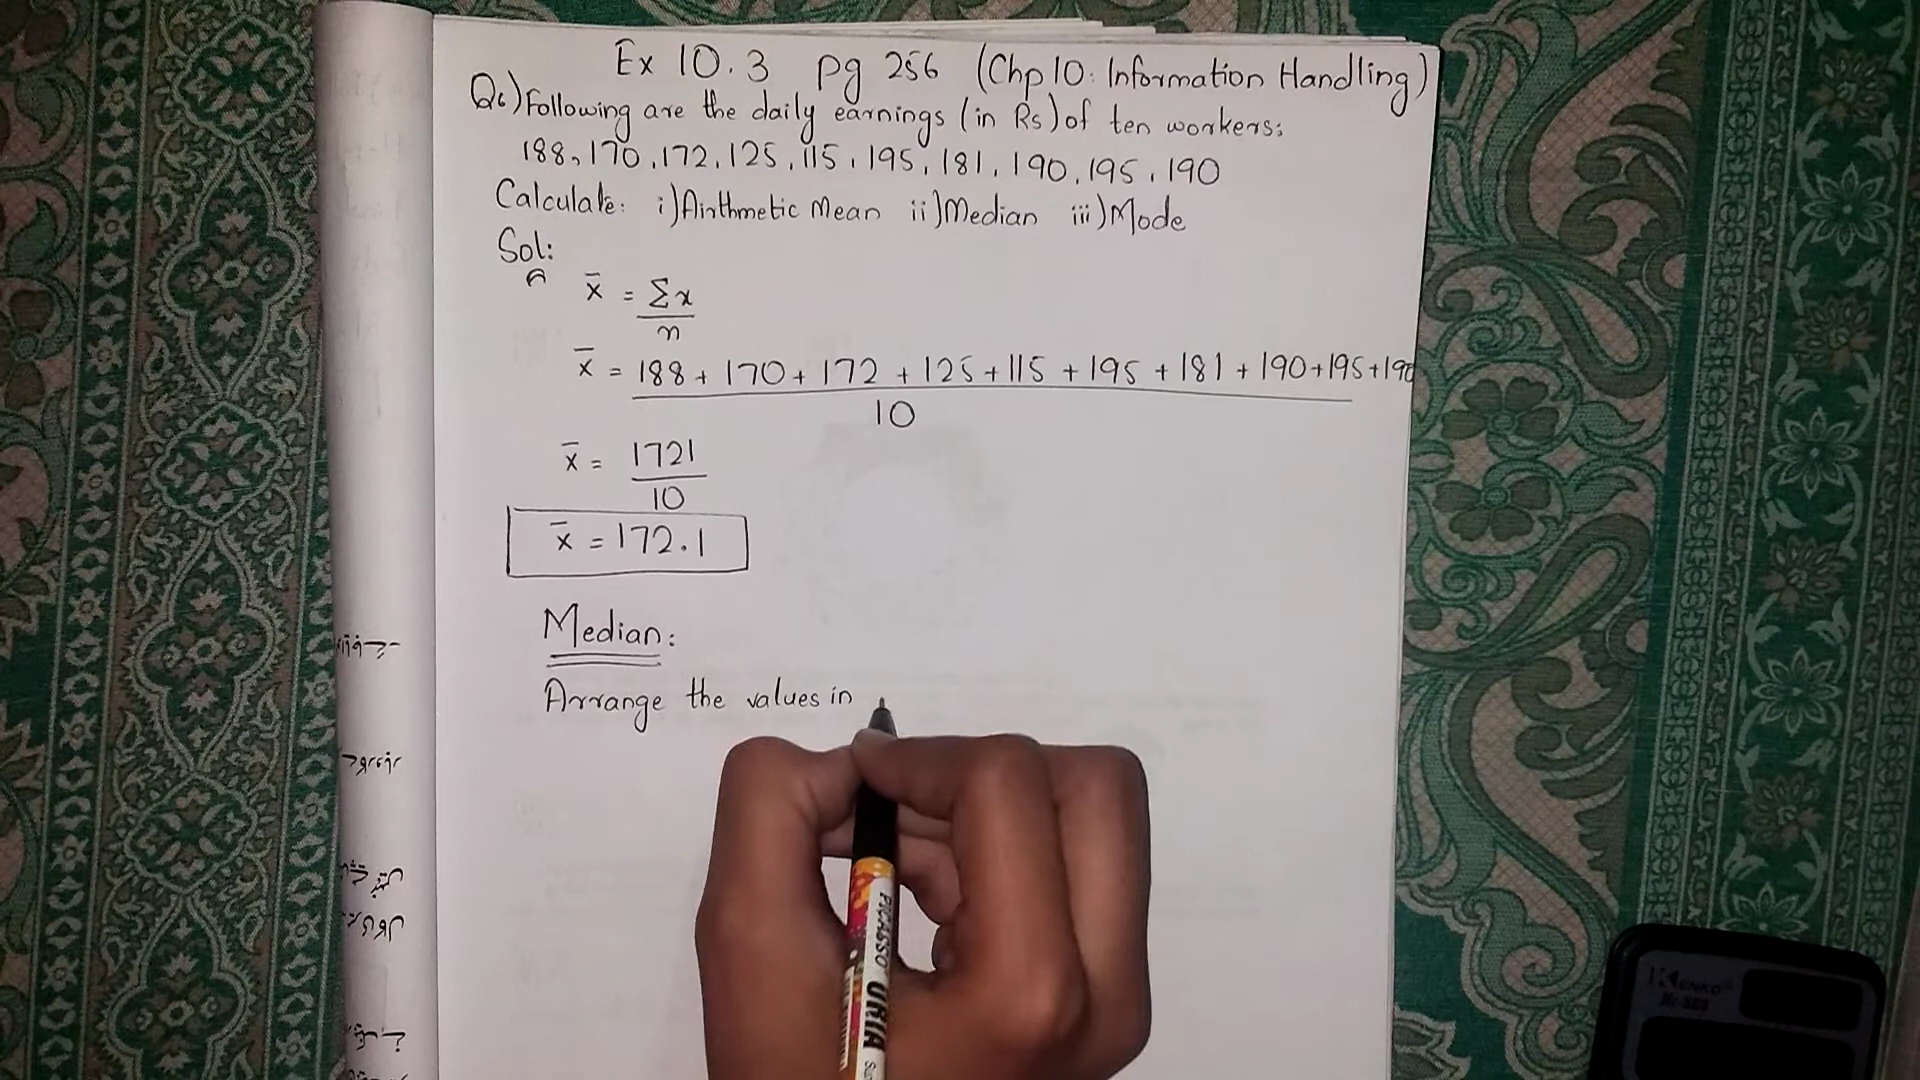 Ex 10.3 pg 256 (Chp 10: Information Handling)
Q6) Following are the daily earnings (in Rs) of ten workers:
188, 170, 172, 125, 115, 195, 181, 190, 195, 190
Calculate: i) Airthmetic Mean ii) Median iii) Mode
Sol:
x̄ = Σx
n
x̄ = 188 + 170 + 172 + 125 + 115 + 195 + 181 + 190 + 195 + 190
10
x̄ = 1721
10
x̄ = 172.1
Median:
Arrange the values in
PICASSO
KENKO